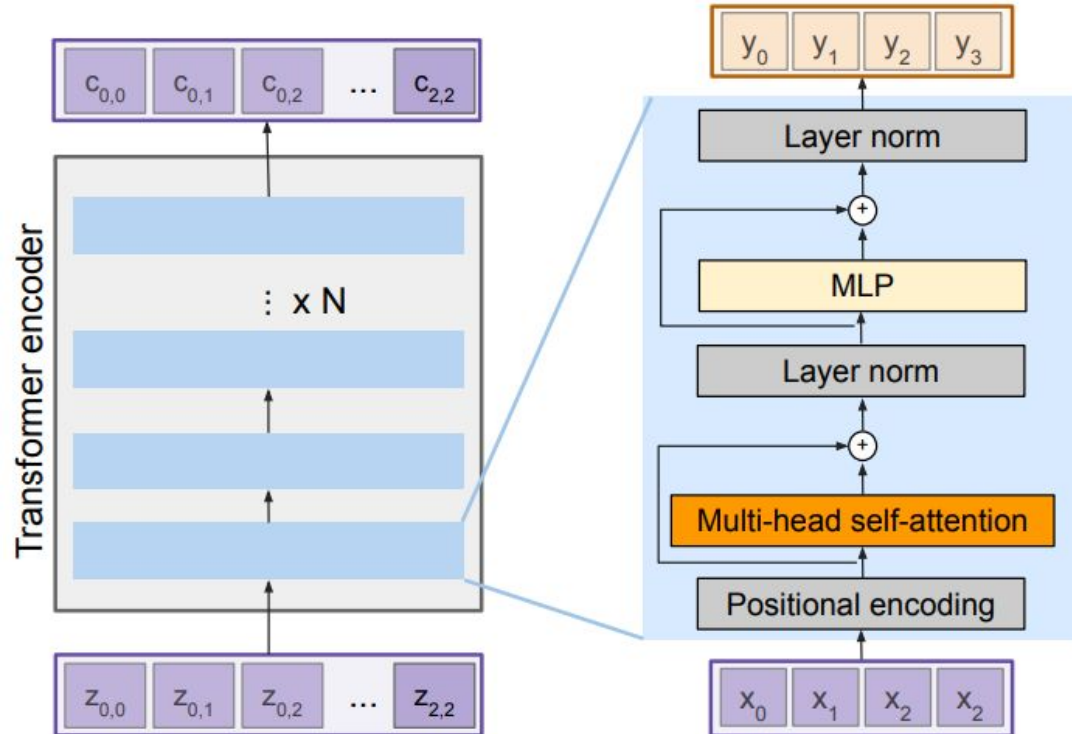 c0,0 c0,1 c0,2 ... c2,2
Transformer encoder
⋮ x N
z0,0 z0,1 z0,2 ... z2,2
y0 y1 y2 y3
Layer norm
+
MLP
Layer norm
+
Multi-head self-attention
Positional encoding
x0 x1 x2 x2